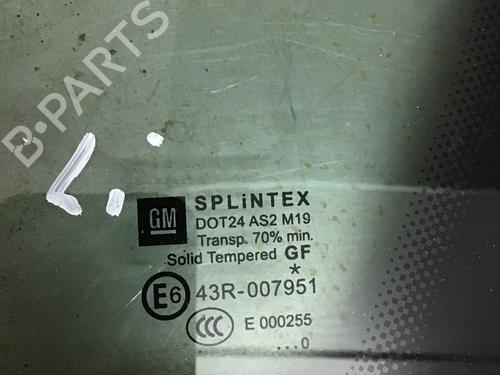 B-PARTS
L.
GM
SPLiNTEX
DOT24 AS2 M19
Transp. 70% min.
Solid Tempered GF
*
E6 43R-007951
CCC E 000255
...0